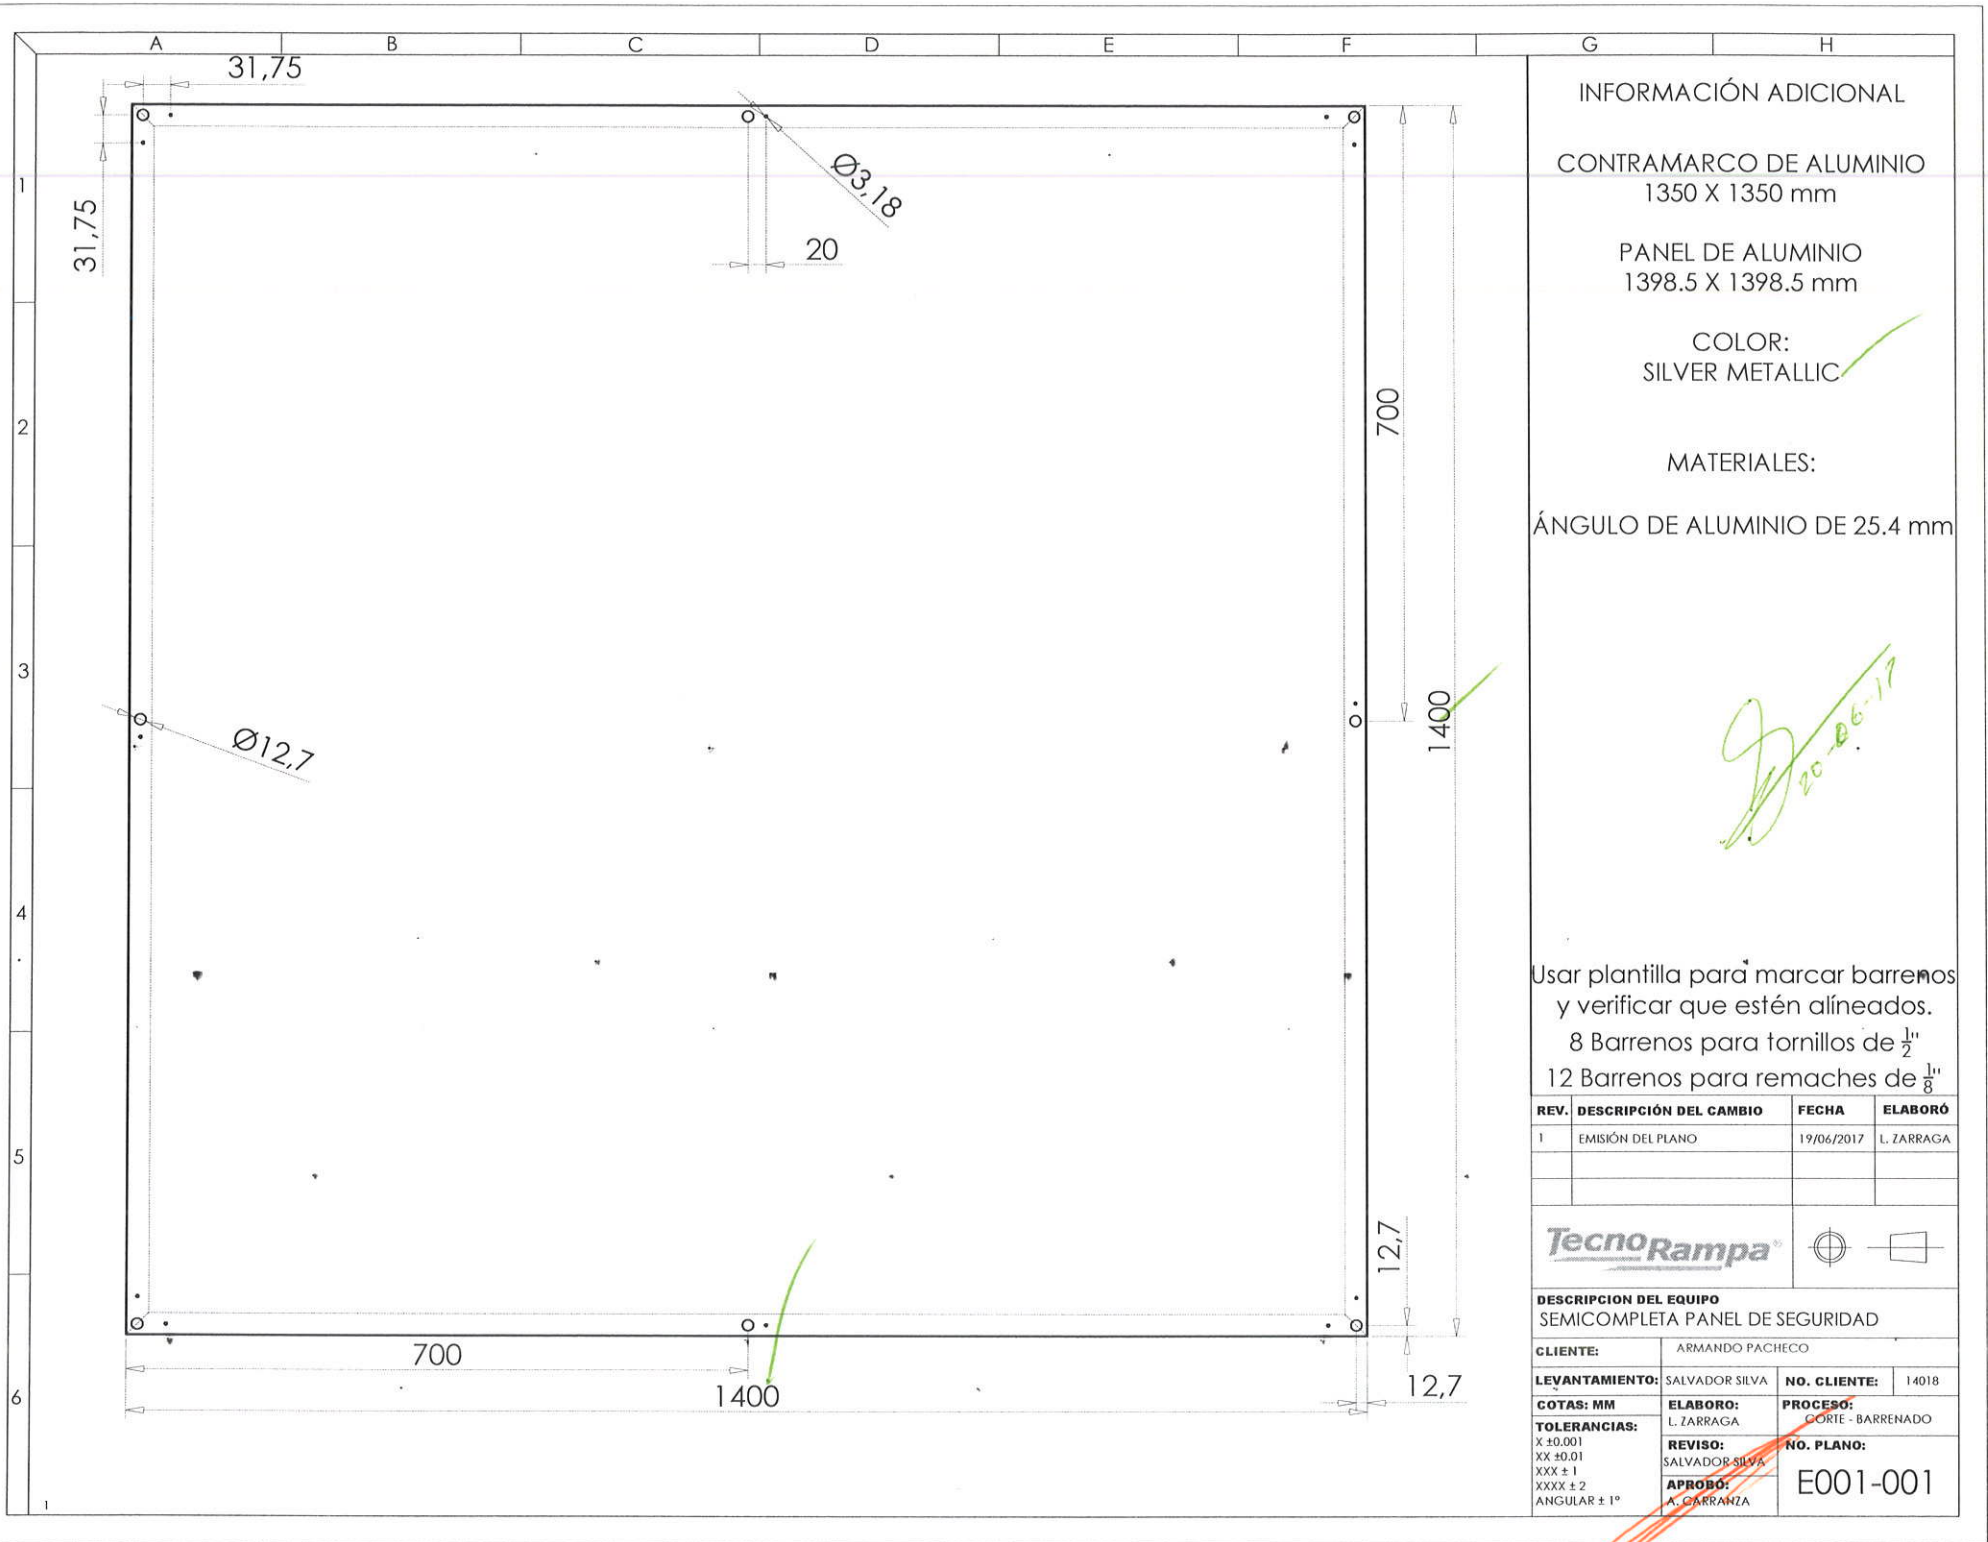 A B C D E F G H
31,75
31,75
Ø3,18
20
700
1400
Ø12,7
12,7
12,7
700
1400
1
2
3
4
5
6
1
INFORMACIÓN ADICIONAL
CONTRAMARCO DE ALUMINIO
1350 X 1350 mm
PANEL DE ALUMINIO
1398.5 X 1398.5 mm
COLOR:
SILVER METALLIC
MATERIALES:
ÁNGULO DE ALUMINIO DE 25.4 mm
20-06-17
Usar plantilla para marcar barrenos
y verificar que estén alíneados.
8 Barrenos para tornillos de 1/2"
12 Barrenos para remaches de 1/8"
REV. DESCRIPCIÓN DEL CAMBIO FECHA ELABORÓ
1 EMISIÓN DEL PLANO 19/06/2017 L. ZARRAGA
TecnoRampa®
DESCRIPCION DEL EQUIPO
SEMICOMPLETA PANEL DE SEGURIDAD
CLIENTE: ARMANDO PACHECO
LEVANTAMIENTO: SALVADOR SILVA NO. CLIENTE: 14018
COTAS: MM
TOLERANCIAS:
X ±0.001
XX ±0.01
XXX ± 1
XXXX ± 2
ANGULAR ± 1°
ELABORO:
L. ZARRAGA
REVISO:
SALVADOR SILVA
APROBÓ:
A. CARRANZA
PROCESO:
CORTE - BARRENADO
NO. PLANO:
E001-001